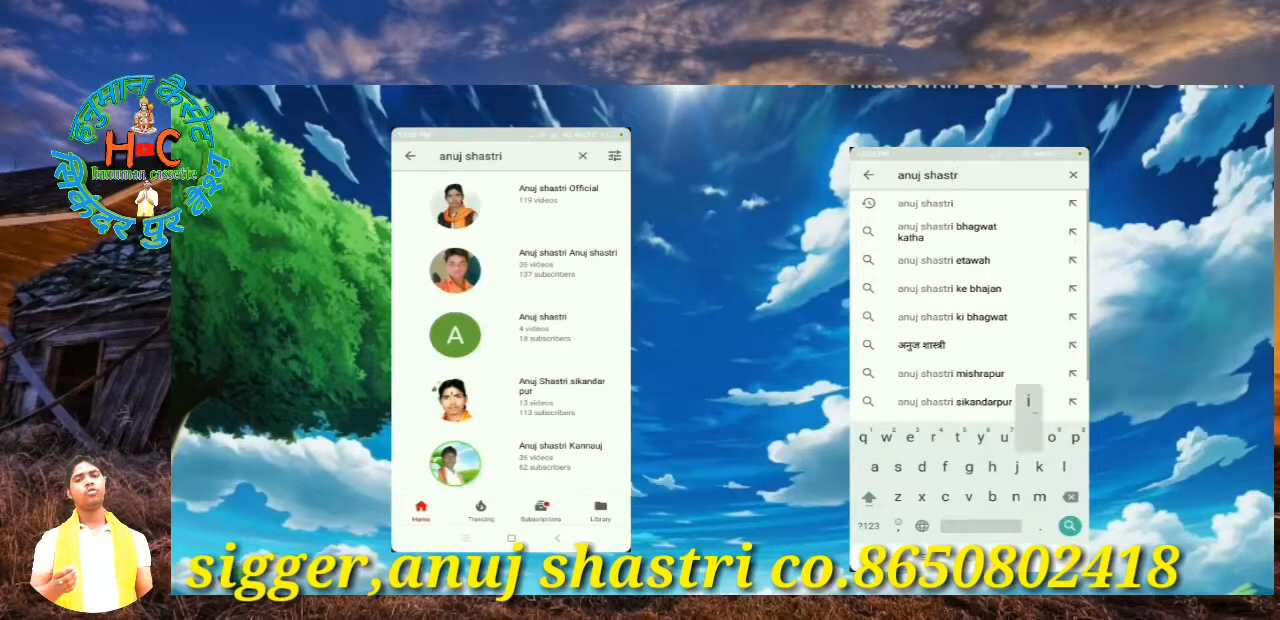 हनुमान कैसेट
H C
hanuman cassette
सिकंदर पुर वैश्य
anuj shastri
Anuj shastri Official
119 videos
Anuj shastri Anuj shastri
36 videos
137 subscribers
A
Anuj shastri
4 videos
18 subscribers
Anuj Shastri sikandar
pur
13 videos
113 subscribers
Anuj shastri Kannauj
36 videos
62 subscribers
Home Trending Subscriptions Library
anuj shastri
anuj shastri
anuj shastri bhagwat
katha
anuj shastri etawah
anuj shastri ke bhajan
anuj shastri ki bhagwat
अनुज शास्त्री
anuj shastri mishrapur
anuj shastri sikandarpur
i
q w e r t y u o p
a s d f g h j k l
z x c v b n m
?123 , .
sigger,anuj shastri co.8650802418